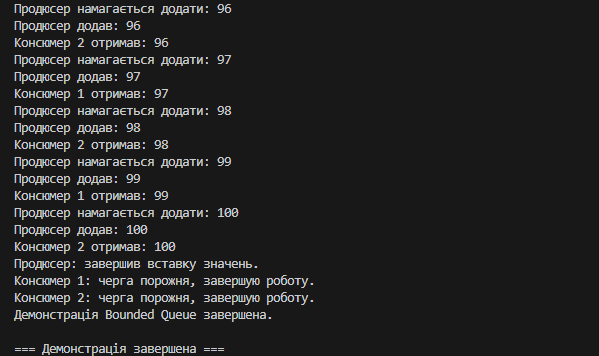 Продюсер намагається додати: 96
Продюсер додав: 96
Консюмер 2 отримав: 96
Продюсер намагається додати: 97
Продюсер додав: 97
Консюмер 1 отримав: 97
Продюсер намагається додати: 98
Продюсер додав: 98
Консюмер 2 отримав: 98
Продюсер намагається додати: 99
Продюсер додав: 99
Консюмер 1 отримав: 99
Продюсер намагається додати: 100
Продюсер додав: 100
Консюмер 2 отримав: 100
Продюсер: завершив вставку значень.
Консюмер 1: черга порожня, завершую роботу.
Консюмер 2: черга порожня, завершую роботу.
Демонстрація Bounded Queue завершена.
=== Демонстрація завершена ===